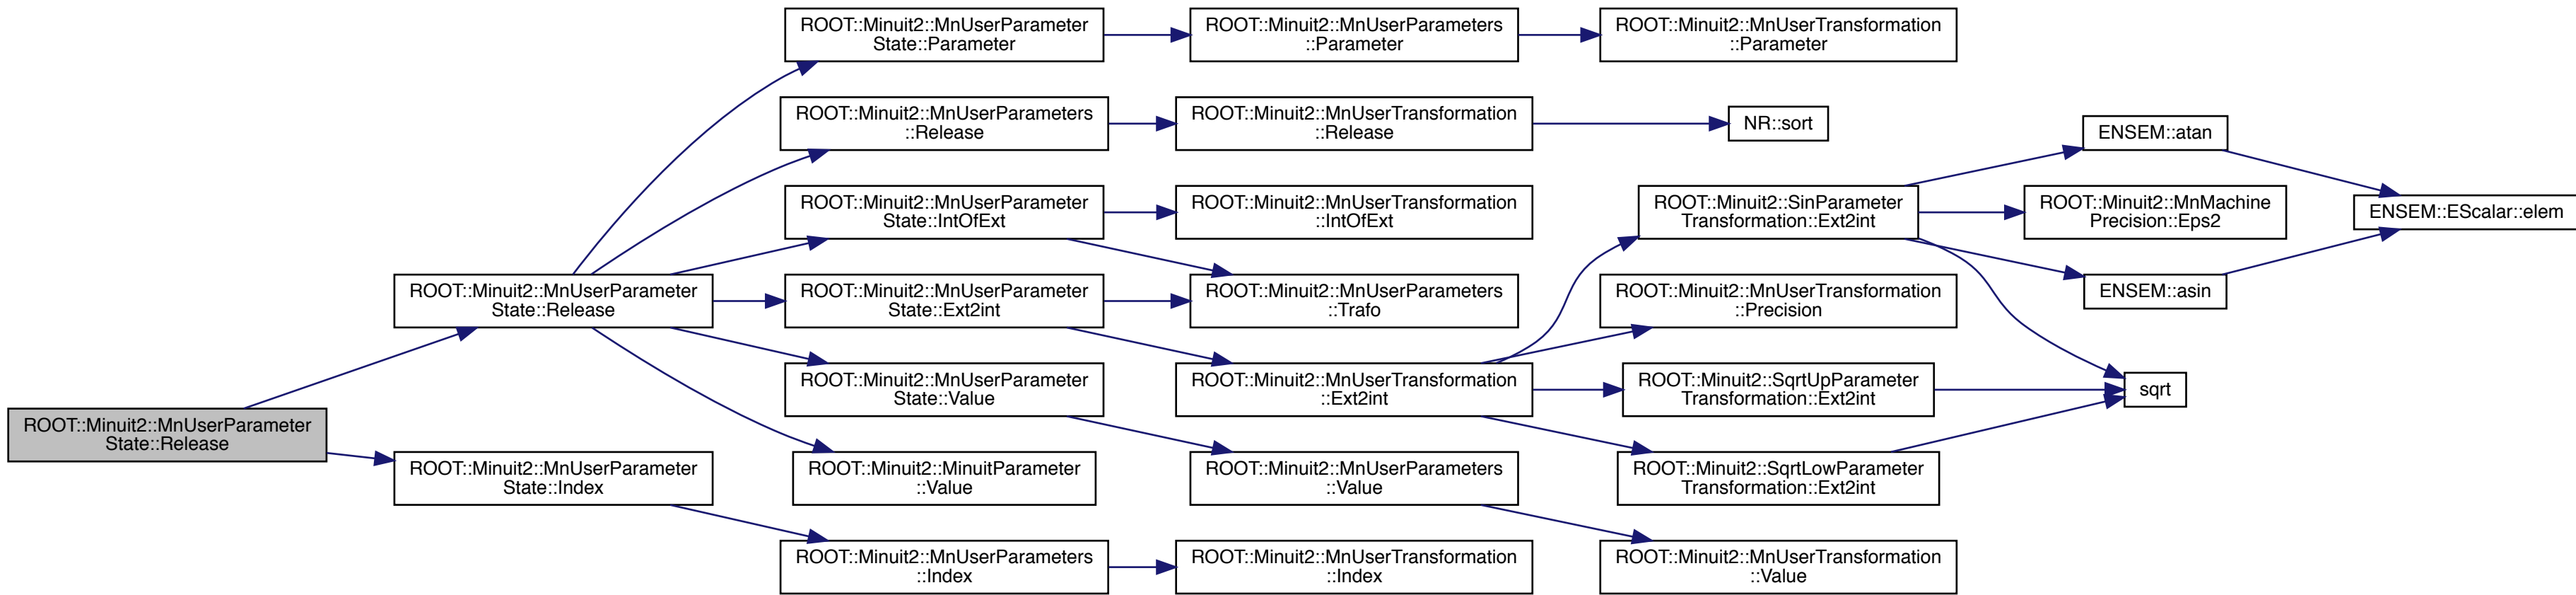 ROOT::Minuit2::MnUserParameter
State::Release
ROOT::Minuit2::MnUserParameter
State::Release
ROOT::Minuit2::MnUserParameter
State::Index
ROOT::Minuit2::MnUserParameter
State::Parameter
ROOT::Minuit2::MnUserParameters
::Release
ROOT::Minuit2::MnUserParameter
State::IntOfExt
ROOT::Minuit2::MnUserParameter
State::Ext2int
ROOT::Minuit2::MnUserParameter
State::Value
ROOT::Minuit2::MinuitParameter
::Value
ROOT::Minuit2::MnUserParameters
::Index
ROOT::Minuit2::MnUserParameters
::Parameter
ROOT::Minuit2::MnUserTransformation
::Release
ROOT::Minuit2::MnUserTransformation
::IntOfExt
ROOT::Minuit2::MnUserParameters
::Trafo
ROOT::Minuit2::MnUserTransformation
::Ext2int
ROOT::Minuit2::MnUserParameters
::Value
ROOT::Minuit2::MnUserTransformation
::Index
ROOT::Minuit2::MnUserTransformation
::Parameter
NR::sort
ROOT::Minuit2::SinParameter
Transformation::Ext2int
ROOT::Minuit2::MnUserTransformation
::Precision
ROOT::Minuit2::SqrtUpParameter
Transformation::Ext2int
ROOT::Minuit2::SqrtLowParameter
Transformation::Ext2int
ROOT::Minuit2::MnUserTransformation
::Value
ENSEM::atan
ROOT::Minuit2::MnMachine
Precision::Eps2
ENSEM::asin
sqrt
ENSEM::EScalar::elem